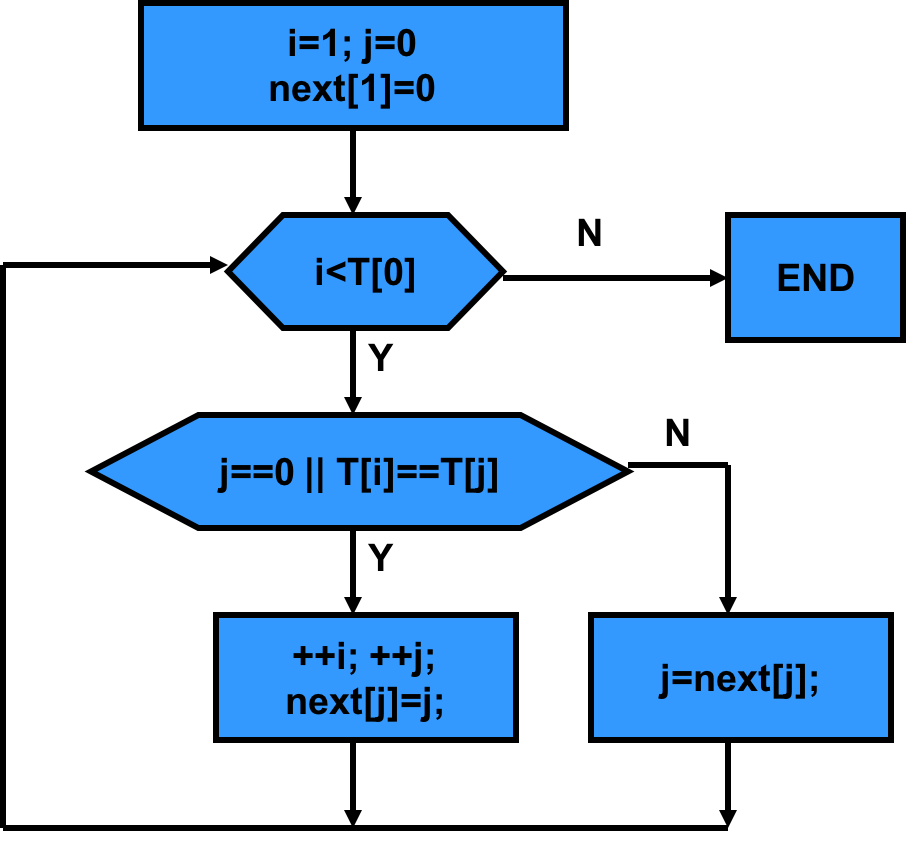 i=1; j=0
next[1]=0
i<T[0]
N
END
Y
j==0 || T[i]==T[j]
N
Y
++i; ++j;
next[j]=j;
j=next[j];